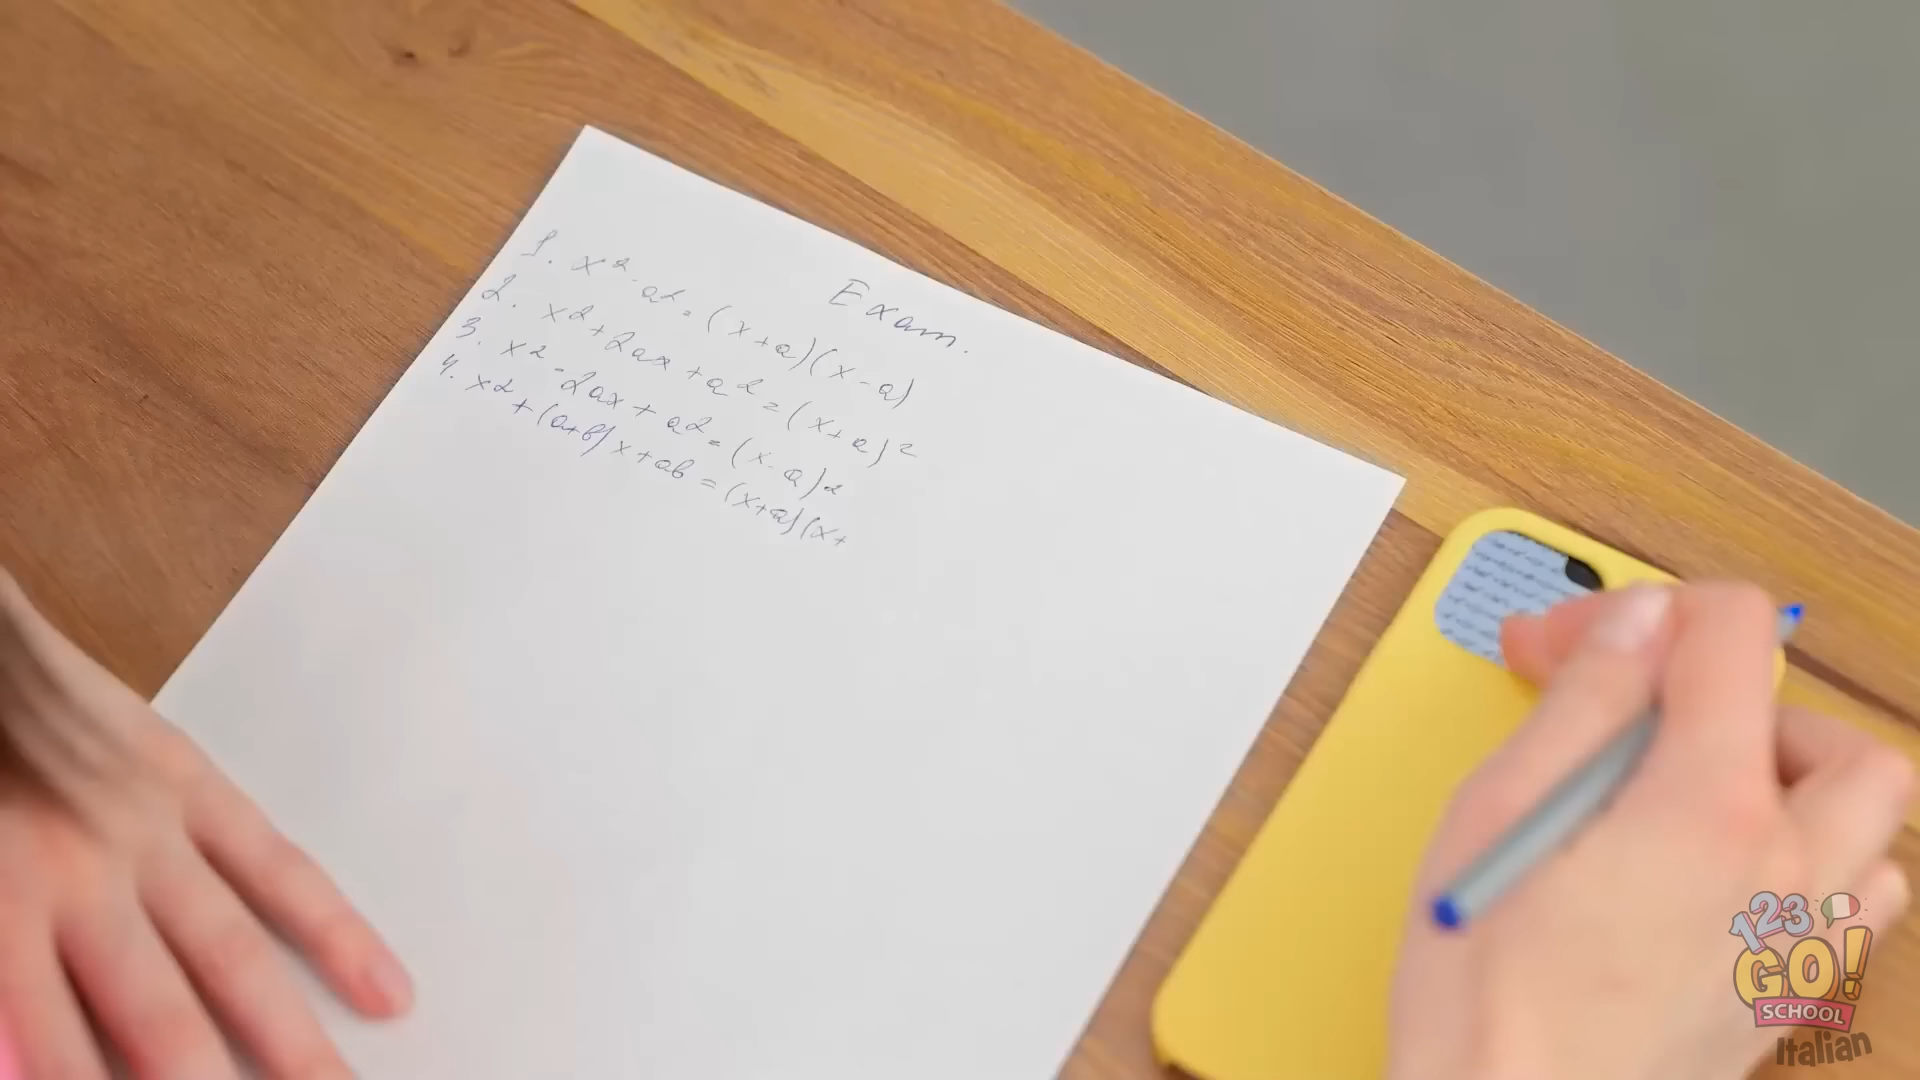 Exam.
1. x2 - a2 = (x+a)(x-a)
2. x2 + 2ax + a2 = (x+a)2
3. x2 - 2ax + a2 = (x-a)2
4. x2 + (a+b)x + ab = (x+a)(x+
123
GO!
SCHOOL
Italian